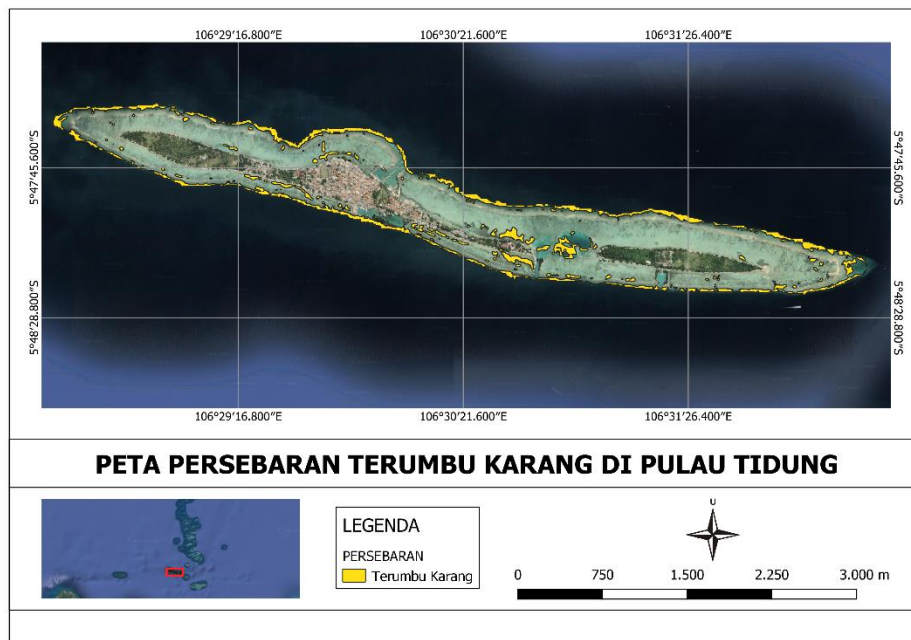 106°29′16.800″E 106°30′21.600″E 106°31′26.400″E
5°47′45.600″S
5°48′28.800″S
5°47′45.600″S
5°48′28.800″S
106°29′16.800″E 106°30′21.600″E 106°31′26.400″E
PETA PERSEBARAN TERUMBU KARANG DI PULAU TIDUNG
LEGENDA
PERSEBARAN
Terumbu Karang
U
0 750 1.500 2.250 3.000 m